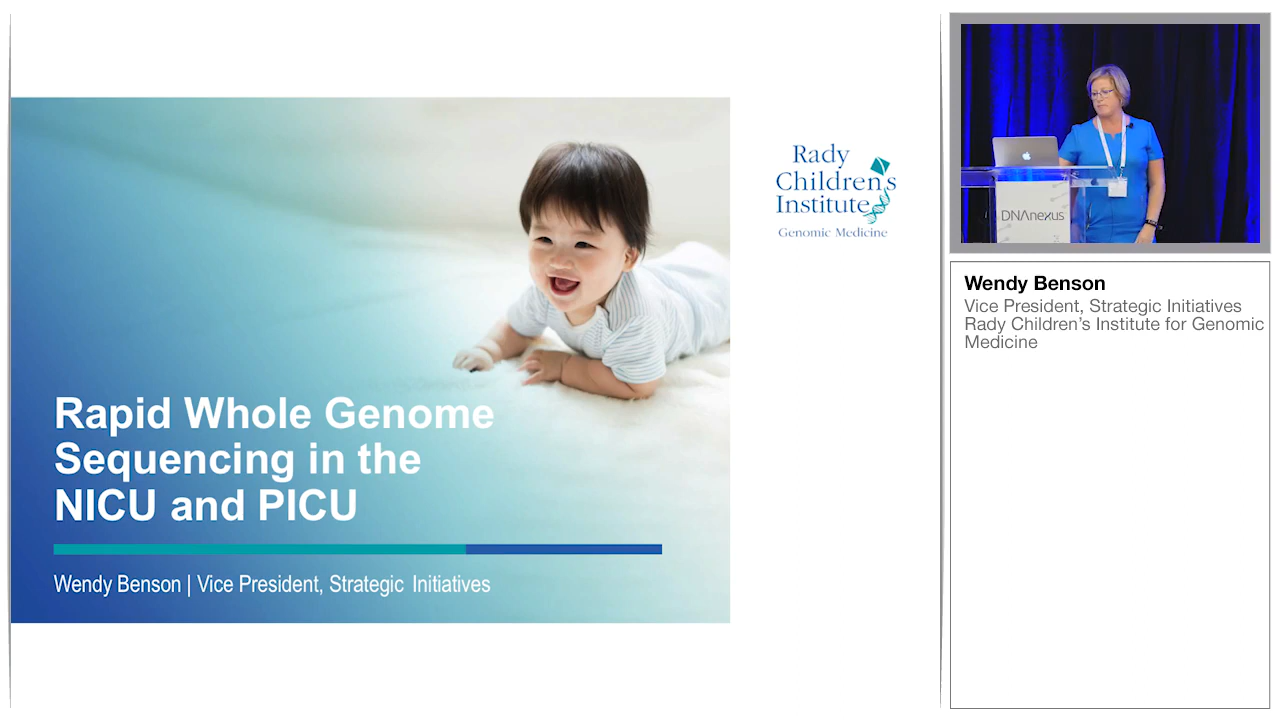 Rapid Whole Genome
Sequencing in the
NICU and PICU
Wendy Benson | Vice President, Strategic Initiatives
Rady
Children's
Institute
Genomic Medicine
DNAnexus
Wendy Benson
Vice President, Strategic Initiatives
Rady Children’s Institute for Genomic
Medicine